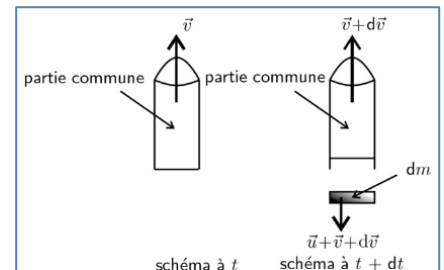 v⃗
v⃗+dv⃗
partie commune
partie commune
dm
u⃗+v⃗+dv⃗
schéma à t
schéma à t + dt